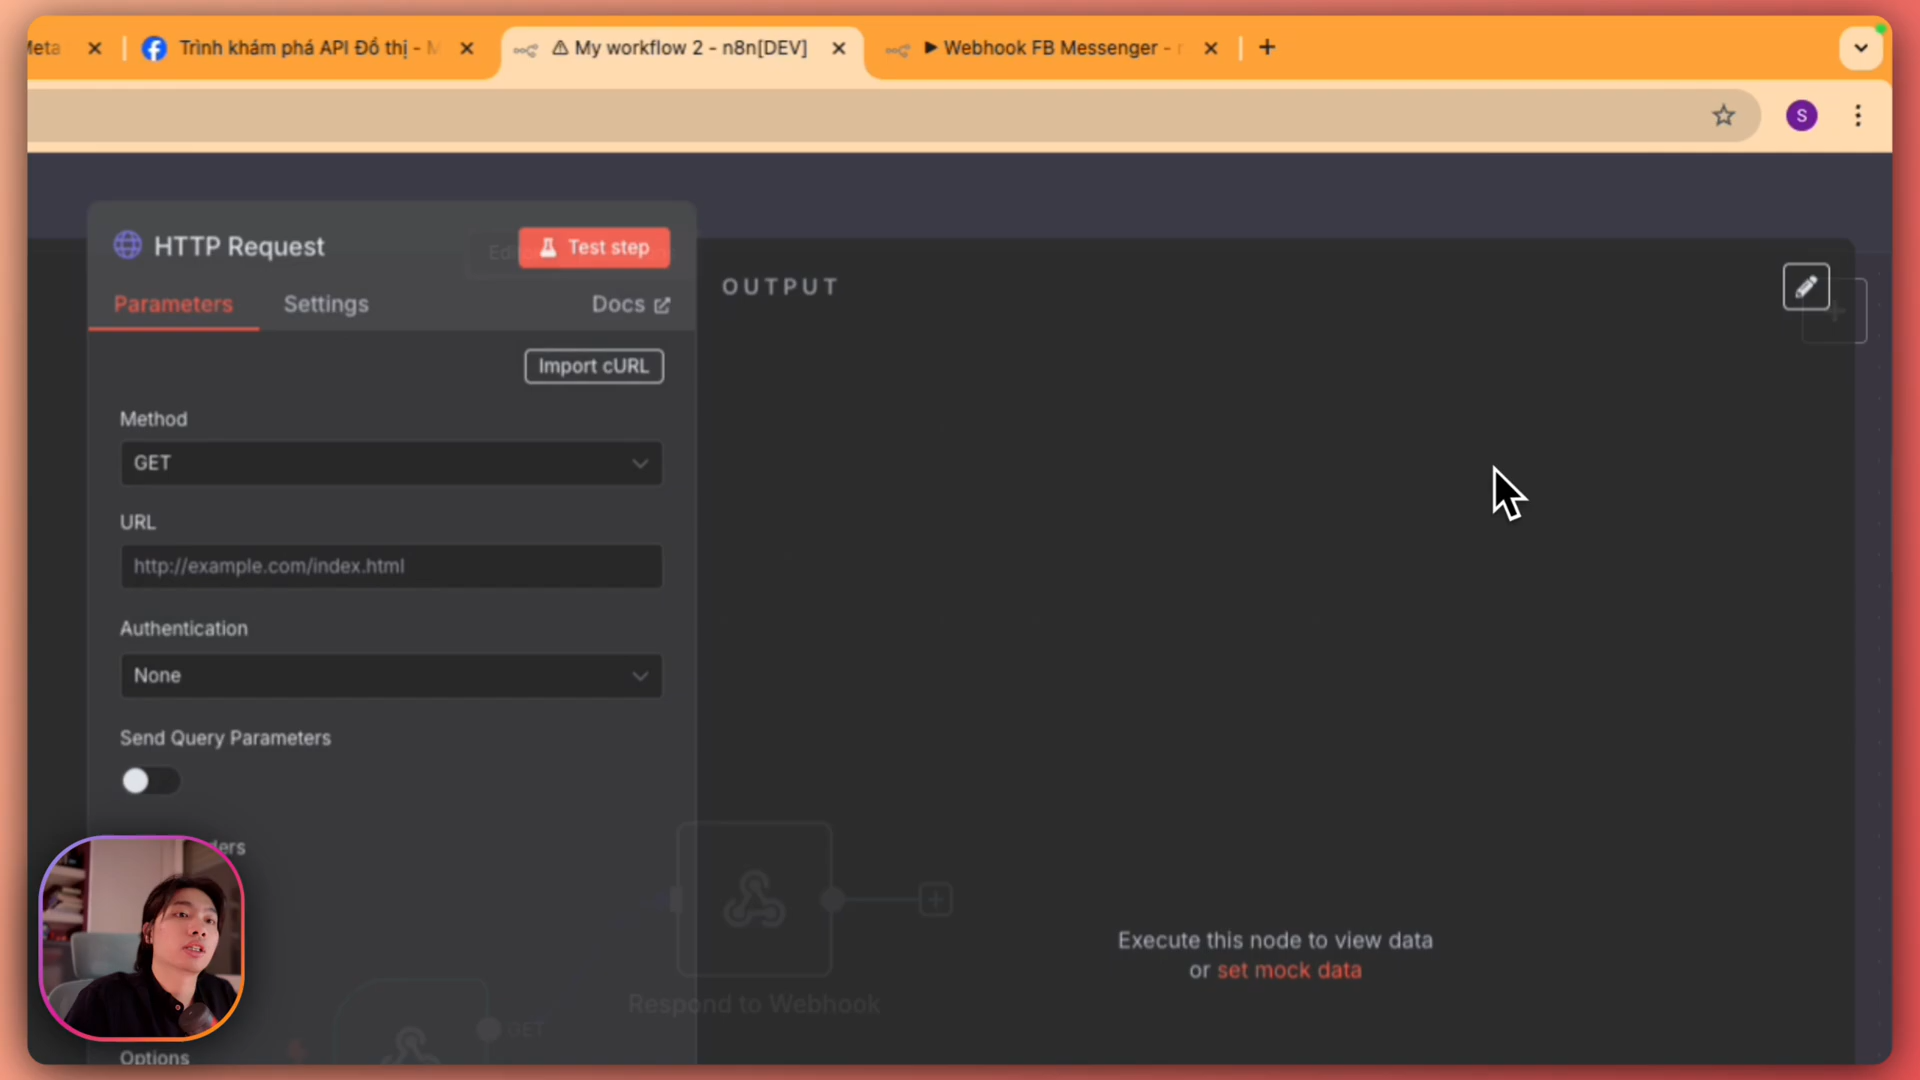 Meta
Trình khám phá API Đồ thị - M
My workflow 2 - n8n[DEV]
Webhook FB Messenger -
S
HTTP Request
Test step
Parameters
Settings
Docs
Import cURL
OUTPUT
Method
GET
URL
http://example.com/index.html
Authentication
None
Send Query Parameters
Execute this node to view data
or set mock data
Respond to Webhook
GET
Options